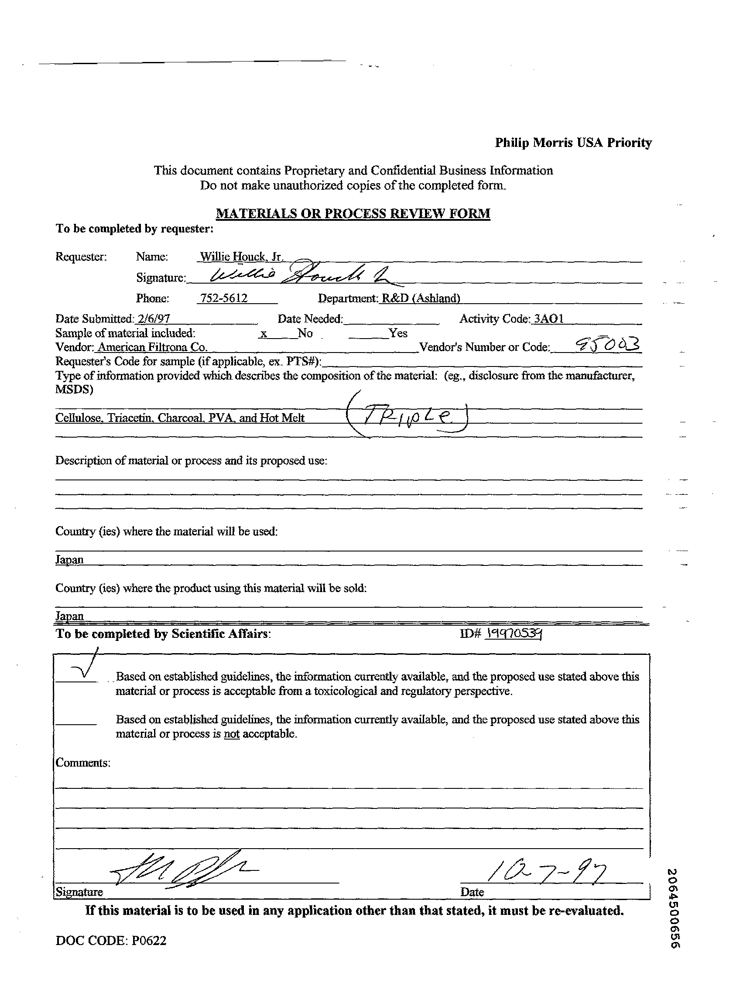 Philip Morris USA Priority
This document contains Proprietary and Confidential Business Information
Do not make unauthorized copies of the completed form.
MATERIALS OR PROCESS REVIEW FORM
To be completed by requester:
Requester: Name: Willie Houck, Jr.
Signature: Willie Houck Jr
Phone: 752-5612 Department: R&D (Ashland)
Date Submitted: 2/6/97 Date Needed: Activity Code: 3AO1
Sample of material included: x No Yes
Vendor: American Filtrona Co. Vendor's Number or Code: 95003
Requester's Code for sample (if applicable, ex. PTS#):
Type of information provided which describes the composition of the material: (eg., disclosure from the manufacturer,
MSDS)
Cellulose, Triacetin, Charcoal, PVA, and Hot Melt (TRIPLE)
Description of material or process and its proposed use:
Country (ies) where the material will be used:
Japan
Country (ies) where the product using this material will be sold:
Japan
To be completed by Scientific Affairs: ID# 19970539
√ Based on established guidelines, the information currently available, and the proposed use stated above this
material or process is acceptable from a toxicological and regulatory perspective.
Based on established guidelines, the information currently available, and the proposed use stated above this
material or process is not acceptable.
Comments:
10-7-97
Signature Date
If this material is to be used in any application other than that stated, it must be re-evaluated.
DOC CODE: P0622
2064500656